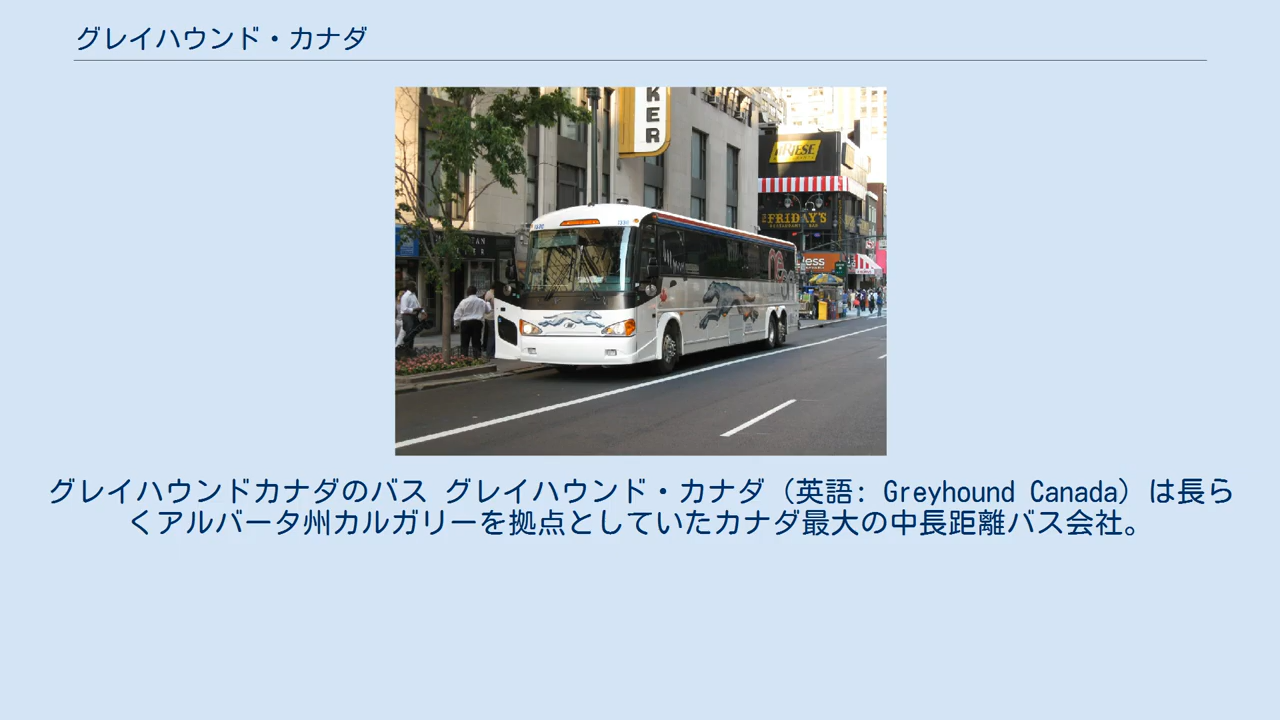 グレイハウンド・カナダ
KER
RIESE
FRIDAY'S
グレイハウンドカナダのバス グレイハウンド・カナダ（英語: Greyhound Canada）は長ら
くアルバータ州カルガリーを拠点としていたカナダ最大の中長距離バス会社。